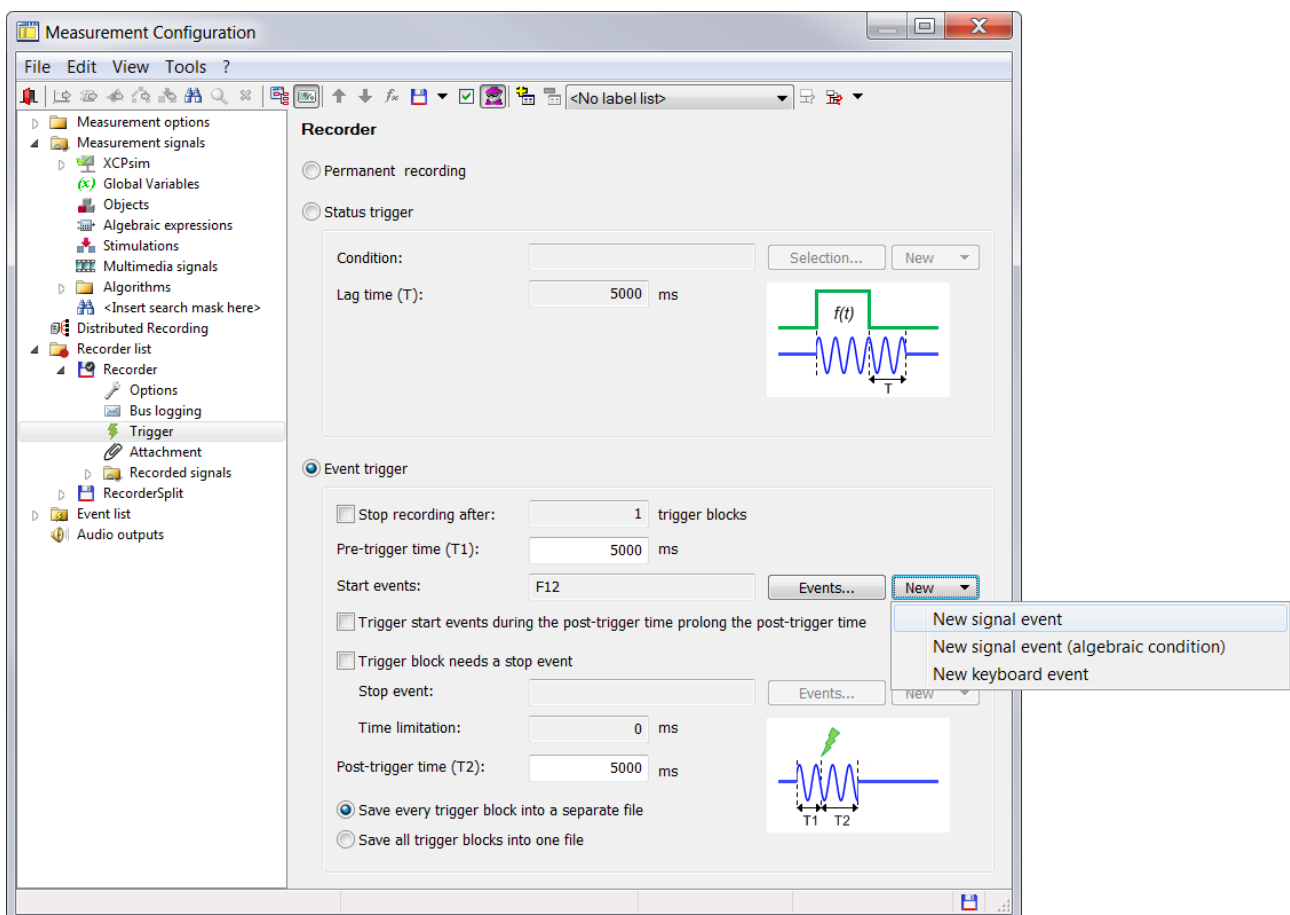 Measurement Configuration
File Edit View Tools ?
<No label list>
Measurement options
Measurement signals
XCPsim
(x) Global Variables
Objects
Algebraic expressions
Stimulations
Multimedia signals
Algorithms
<Insert search mask here>
Distributed Recording
Recorder list
Recorder
Options
Bus logging
Trigger
Attachment
Recorded signals
RecorderSplit
Event list
Audio outputs
Recorder
Permanent recording
Status trigger
Condition: Selection... New
Lag time (T): 5000 ms
f(t)
T
Event trigger
Stop recording after: 1 trigger blocks
Pre-trigger time (T1): 5000 ms
Start events: F12 Events... New
New signal event
New signal event (algebraic condition)
New keyboard event
Trigger start events during the post-trigger time prolong the post-trigger time
Trigger block needs a stop event
Stop event: Events... New
Time limitation: 0 ms
Post-trigger time (T2): 5000 ms
T1 T2
Save every trigger block into a separate file
Save all trigger blocks into one file